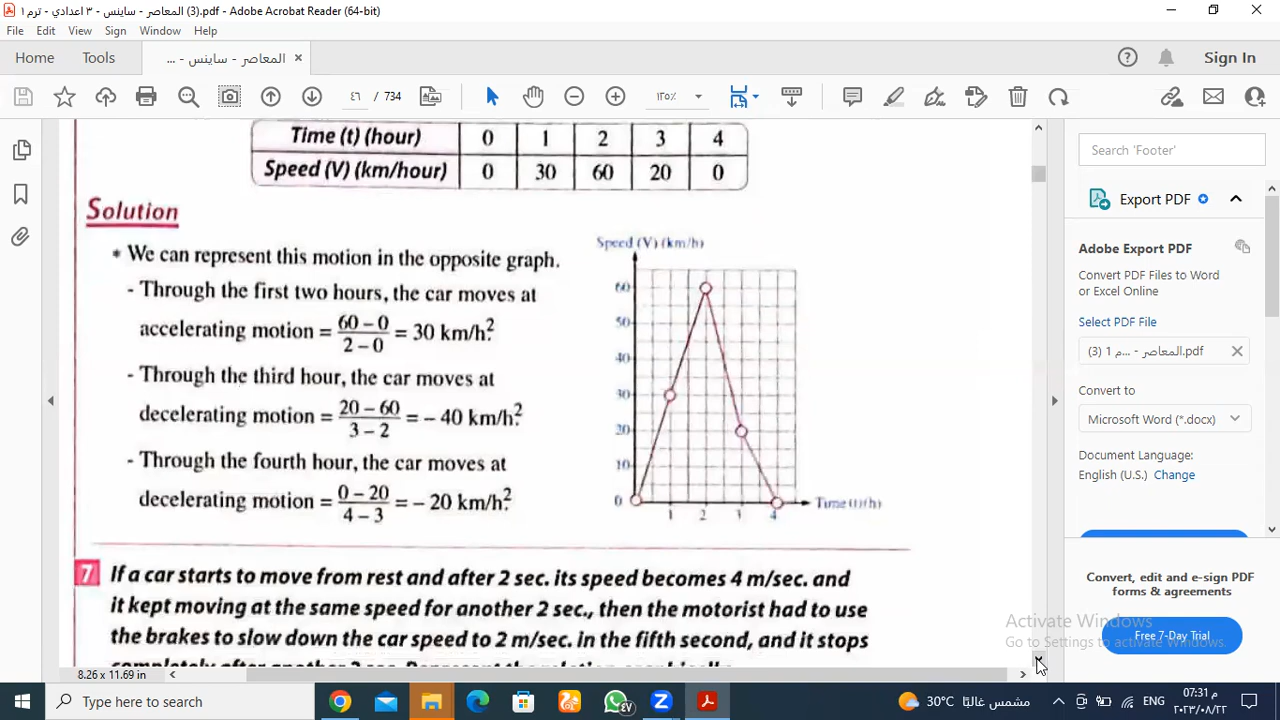 المعاصر - ساينس - ٣ اعدادي - ترم ١ (3).pdf - Adobe Acrobat Reader (64-bit)
File Edit View Sign Window Help
Home Tools المعاصر - ساينس - ... × Sign In
٤٦ / 734 ١٢٥٪
Time (t) (hour) 0 1 2 3 4
Speed (V) (km/hour) 0 30 60 20 0
Solution
* We can represent this motion in the opposite graph.
- Through the first two hours, the car moves at
accelerating motion = 60 – 0 / 2 – 0 = 30 km/h².
- Through the third hour, the car moves at
decelerating motion = 20 – 60 / 3 – 2 = – 40 km/h².
- Through the fourth hour, the car moves at
decelerating motion = 0 – 20 / 4 – 3 = – 20 km/h².
Speed (V) (km/h)
60
50
40
30
20
10
0
1 2 3 4
Time (t) (h)
7 If a car starts to move from rest and after 2 sec. its speed becomes 4 m/sec. and
it kept moving at the same speed for another 2 sec., then the motorist had to use
the brakes to slow down the car speed to 2 m/sec. in the fifth second, and it stops
8.26 x 11.69 in
Search 'Footer'
Export PDF
Adobe Export PDF
Convert PDF Files to Word
or Excel Online
Select PDF File
المعاصر - ...م 1 (3).pdf
Convert to
Microsoft Word (*.docx)
Document Language:
English (U.S.) Change
Convert, edit and e-sign PDF
forms & agreements
Free 7-Day Trial
Activate Windows
Go to Settings to activate Windows.
Type here to search
٤٧
30°C مشمس غالبًا
ENG
07:31 م
٢٠٢٣/٠٨/٢٢